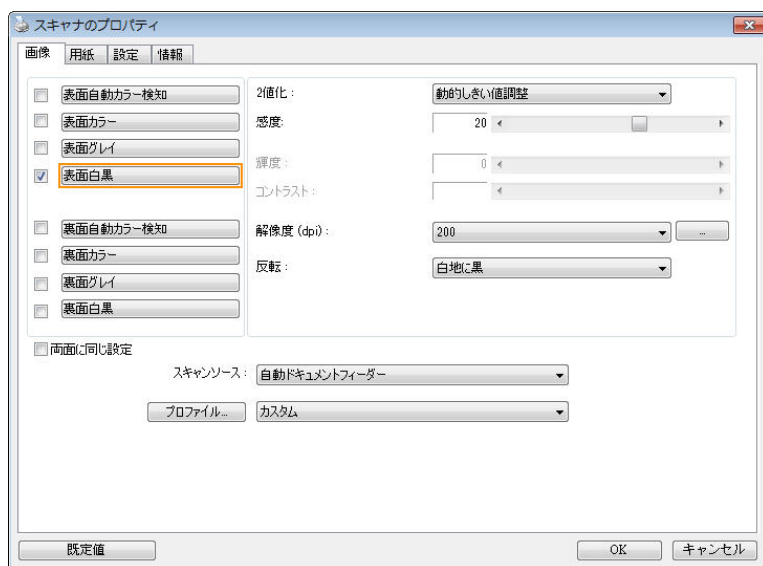 スキャナのプロパティ
画像 用紙 設定 情報
表面自動カラー検知
表面カラー
表面グレイ
表面白黒
裏面自動カラー検知
裏面カラー
裏面グレイ
裏面白黒
2値化： 動的しきい値調整
感度: 20
輝度： 0
コントラスト：
解像度 (dpi)： 200 ...
反転： 白地に黒
両面に同じ設定
スキャンソース： 自動ドキュメントフィーダー
プロファイル... カスタム
既定値 OK キャンセル